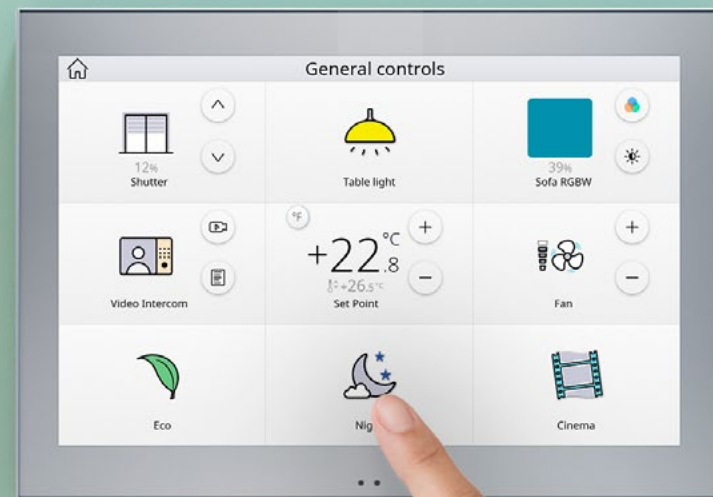 General controls
12%
Shutter
Table light
39%
Sofa RGBW
Video Intercom
°F
+22.8 °C
+26.5°C
Set Point
Fan
Eco
Nig
Cinema